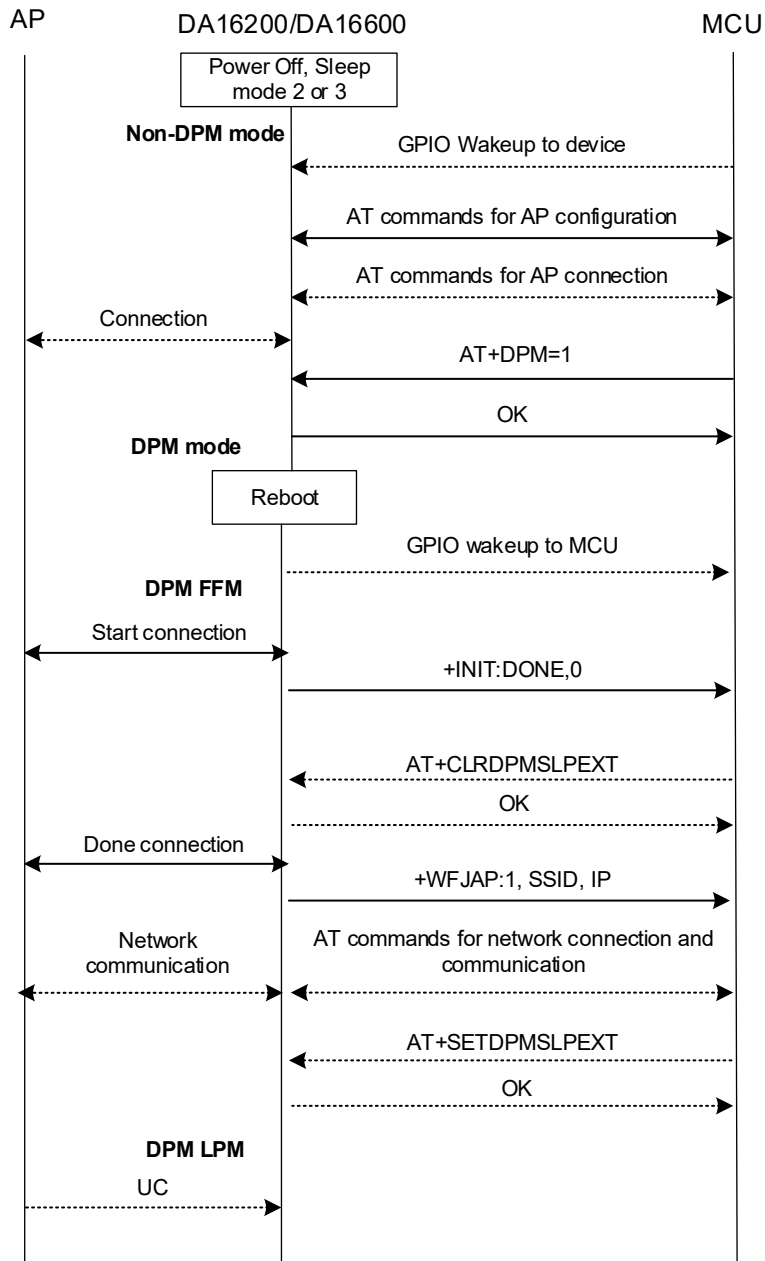 AP
DA16200/DA16600
MCU
Power Off, Sleep
mode 2 or 3
Non-DPM mode
GPIO Wakeup to device
AT commands for AP configuration
AT commands for AP connection
Connection
AT+DPM=1
OK
DPM mode
Reboot
GPIO wakeup to MCU
DPM FFM
Start connection
+INIT:DONE,0
AT+CLRDPMSLPEXT
OK
Done connection
+WFJAP:1, SSID, IP
Network
communication
AT commands for network connection and
communication
AT+SETDPMSLPEXT
OK
DPM LPM
UC